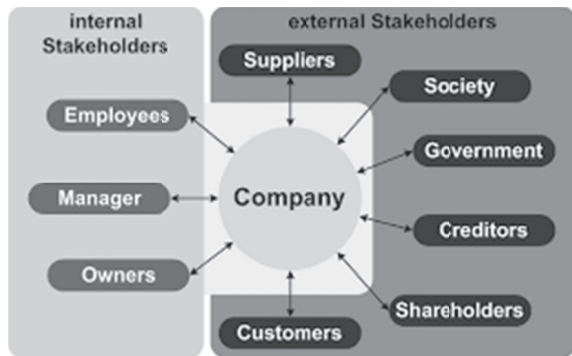 internal
Stakeholders
external Stakeholders
Suppliers
Society
Employees
Government
Manager
Company
Creditors
Owners
Shareholders
Customers